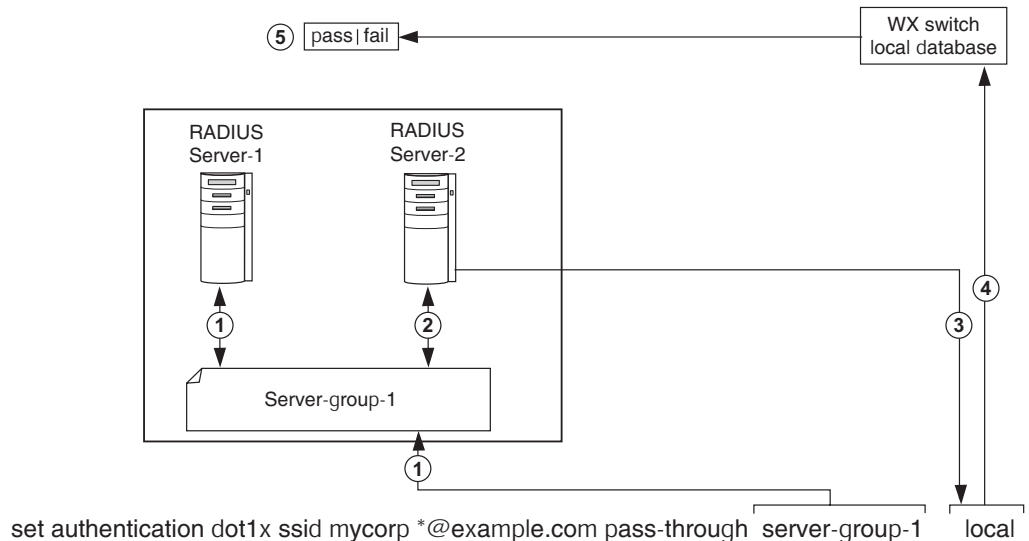 5 pass|fail
WX switch
local database
RADIUS
Server-1
RADIUS
Server-2
1
2
3
4
Server-group-1
1
set authentication dot1x ssid mycorp *@example.com pass-through server-group-1 local